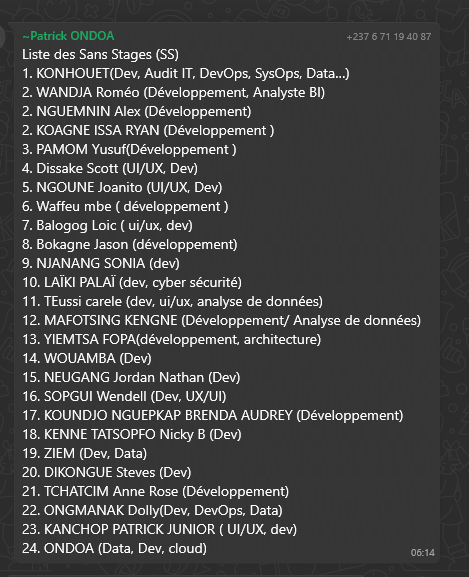 ~Patrick ONDOA +237 6 71 19 40 87
Liste des Sans Stages (SS)
1. KONHOUET(Dev, Audit IT, DevOps, SysOps, Data...)
2. WANDJA Roméo (Développement, Analyste BI)
2. NGUEMNIN Alex (Développement)
2. KOAGNE ISSA RYAN (Développement )
3. PAMOM Yusuf(Développement )
4. Dissake Scott (UI/UX, Dev)
5. NGOUNE Joanito (UI/UX, Dev)
6. Waffeu mbe ( développement )
7. Balogog Loic ( ui/ux, dev)
8. Bokagne Jason (développement)
9. NJANANG SONIA (dev)
10. LAÏKI PALAÏ (dev, cyber sécurité)
11. TEussi carele (dev, ui/ux, analyse de données)
12. MAFOTSING KENGNE (Développement/ Analyse de données)
13. YIEMTSA FOPA(développement, architecture)
14. WOUAMBA (Dev)
15. NEUGANG Jordan Nathan (Dev)
16. SOPGUI Wendell (Dev, UX/UI)
17. KOUNDJO NGUEPKAP BRENDA AUDREY (Développement)
18. KENNE TATSOPFO Nicky B (Dev)
19. ZIEM (Dev, Data)
20. DIKONGUE Steves (Dev)
21. TCHATCIM Anne Rose (Développement)
22. ONGMANAK Dolly(Dev, DevOps, Data)
23. KANCHOP PATRICK JUNIOR ( UI/UX, dev)
24. ONDOA (Data, Dev, cloud)
06:14